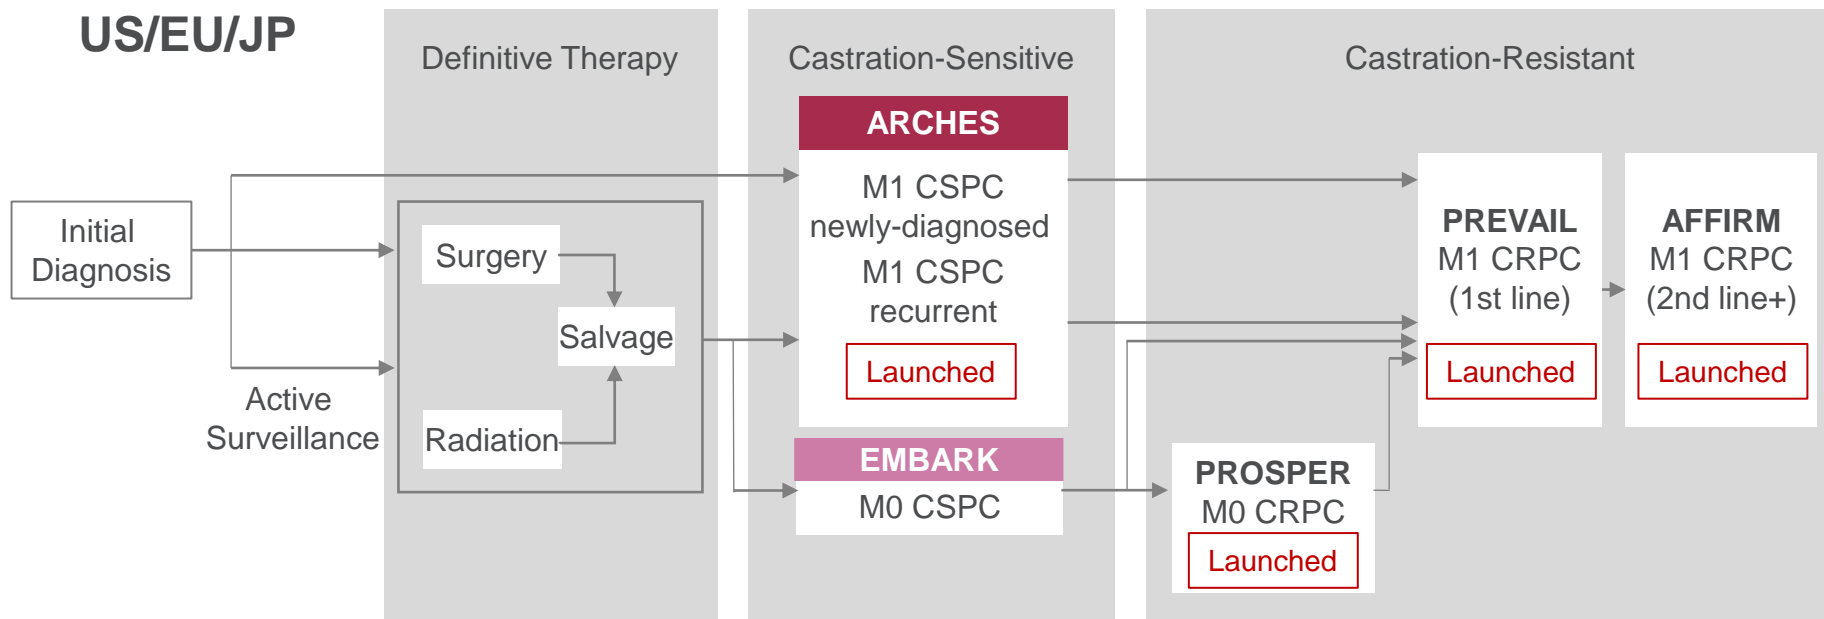 US/EU/JP
Definitive Therapy
Castration-Sensitive
Castration-Resistant
Initial
Diagnosis
Active
Surveillance
Surgery
Salvage
Radiation
ARCHES
M1 CSPC
newly-diagnosed
M1 CSPC
recurrent
Launched
EMBARK
M0 CSPC
PROSPER
M0 CRPC
Launched
PREVAIL
M1 CRPC
(1st line)
Launched
AFFIRM
M1 CRPC
(2nd line+)
Launched